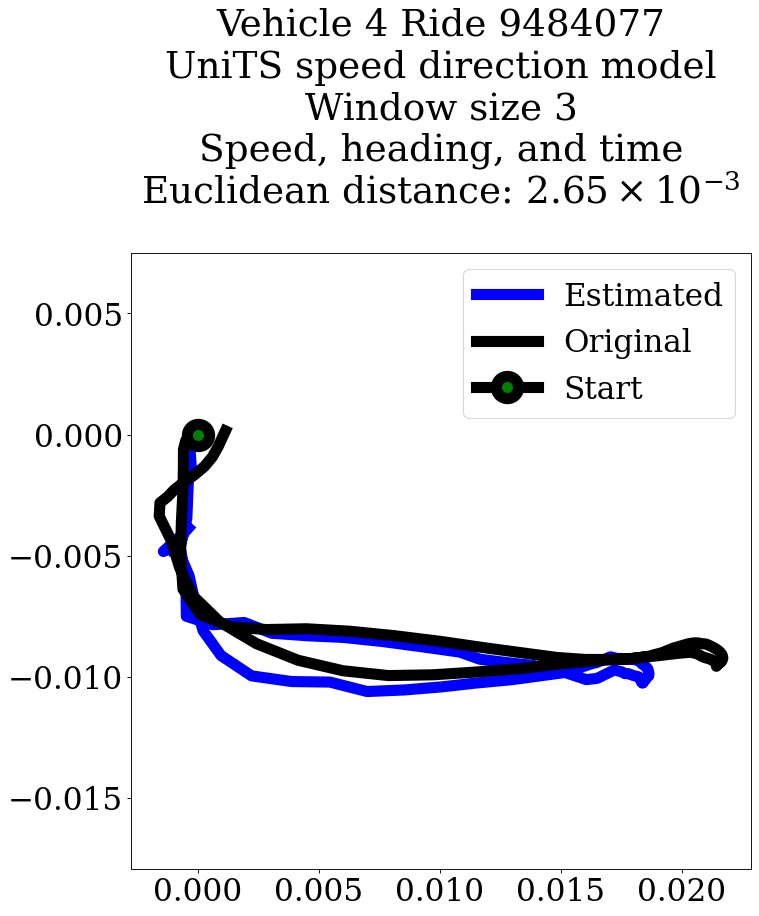 Vehicle 4 Ride 9484077
UniTS speed direction model
Window size 3
Speed, heading, and time
Euclidean distance: 2.65 × 10⁻³
Estimated
Original
Start
0.005
0.000
−0.005
−0.010
−0.015
0.000 0.005 0.010 0.015 0.020